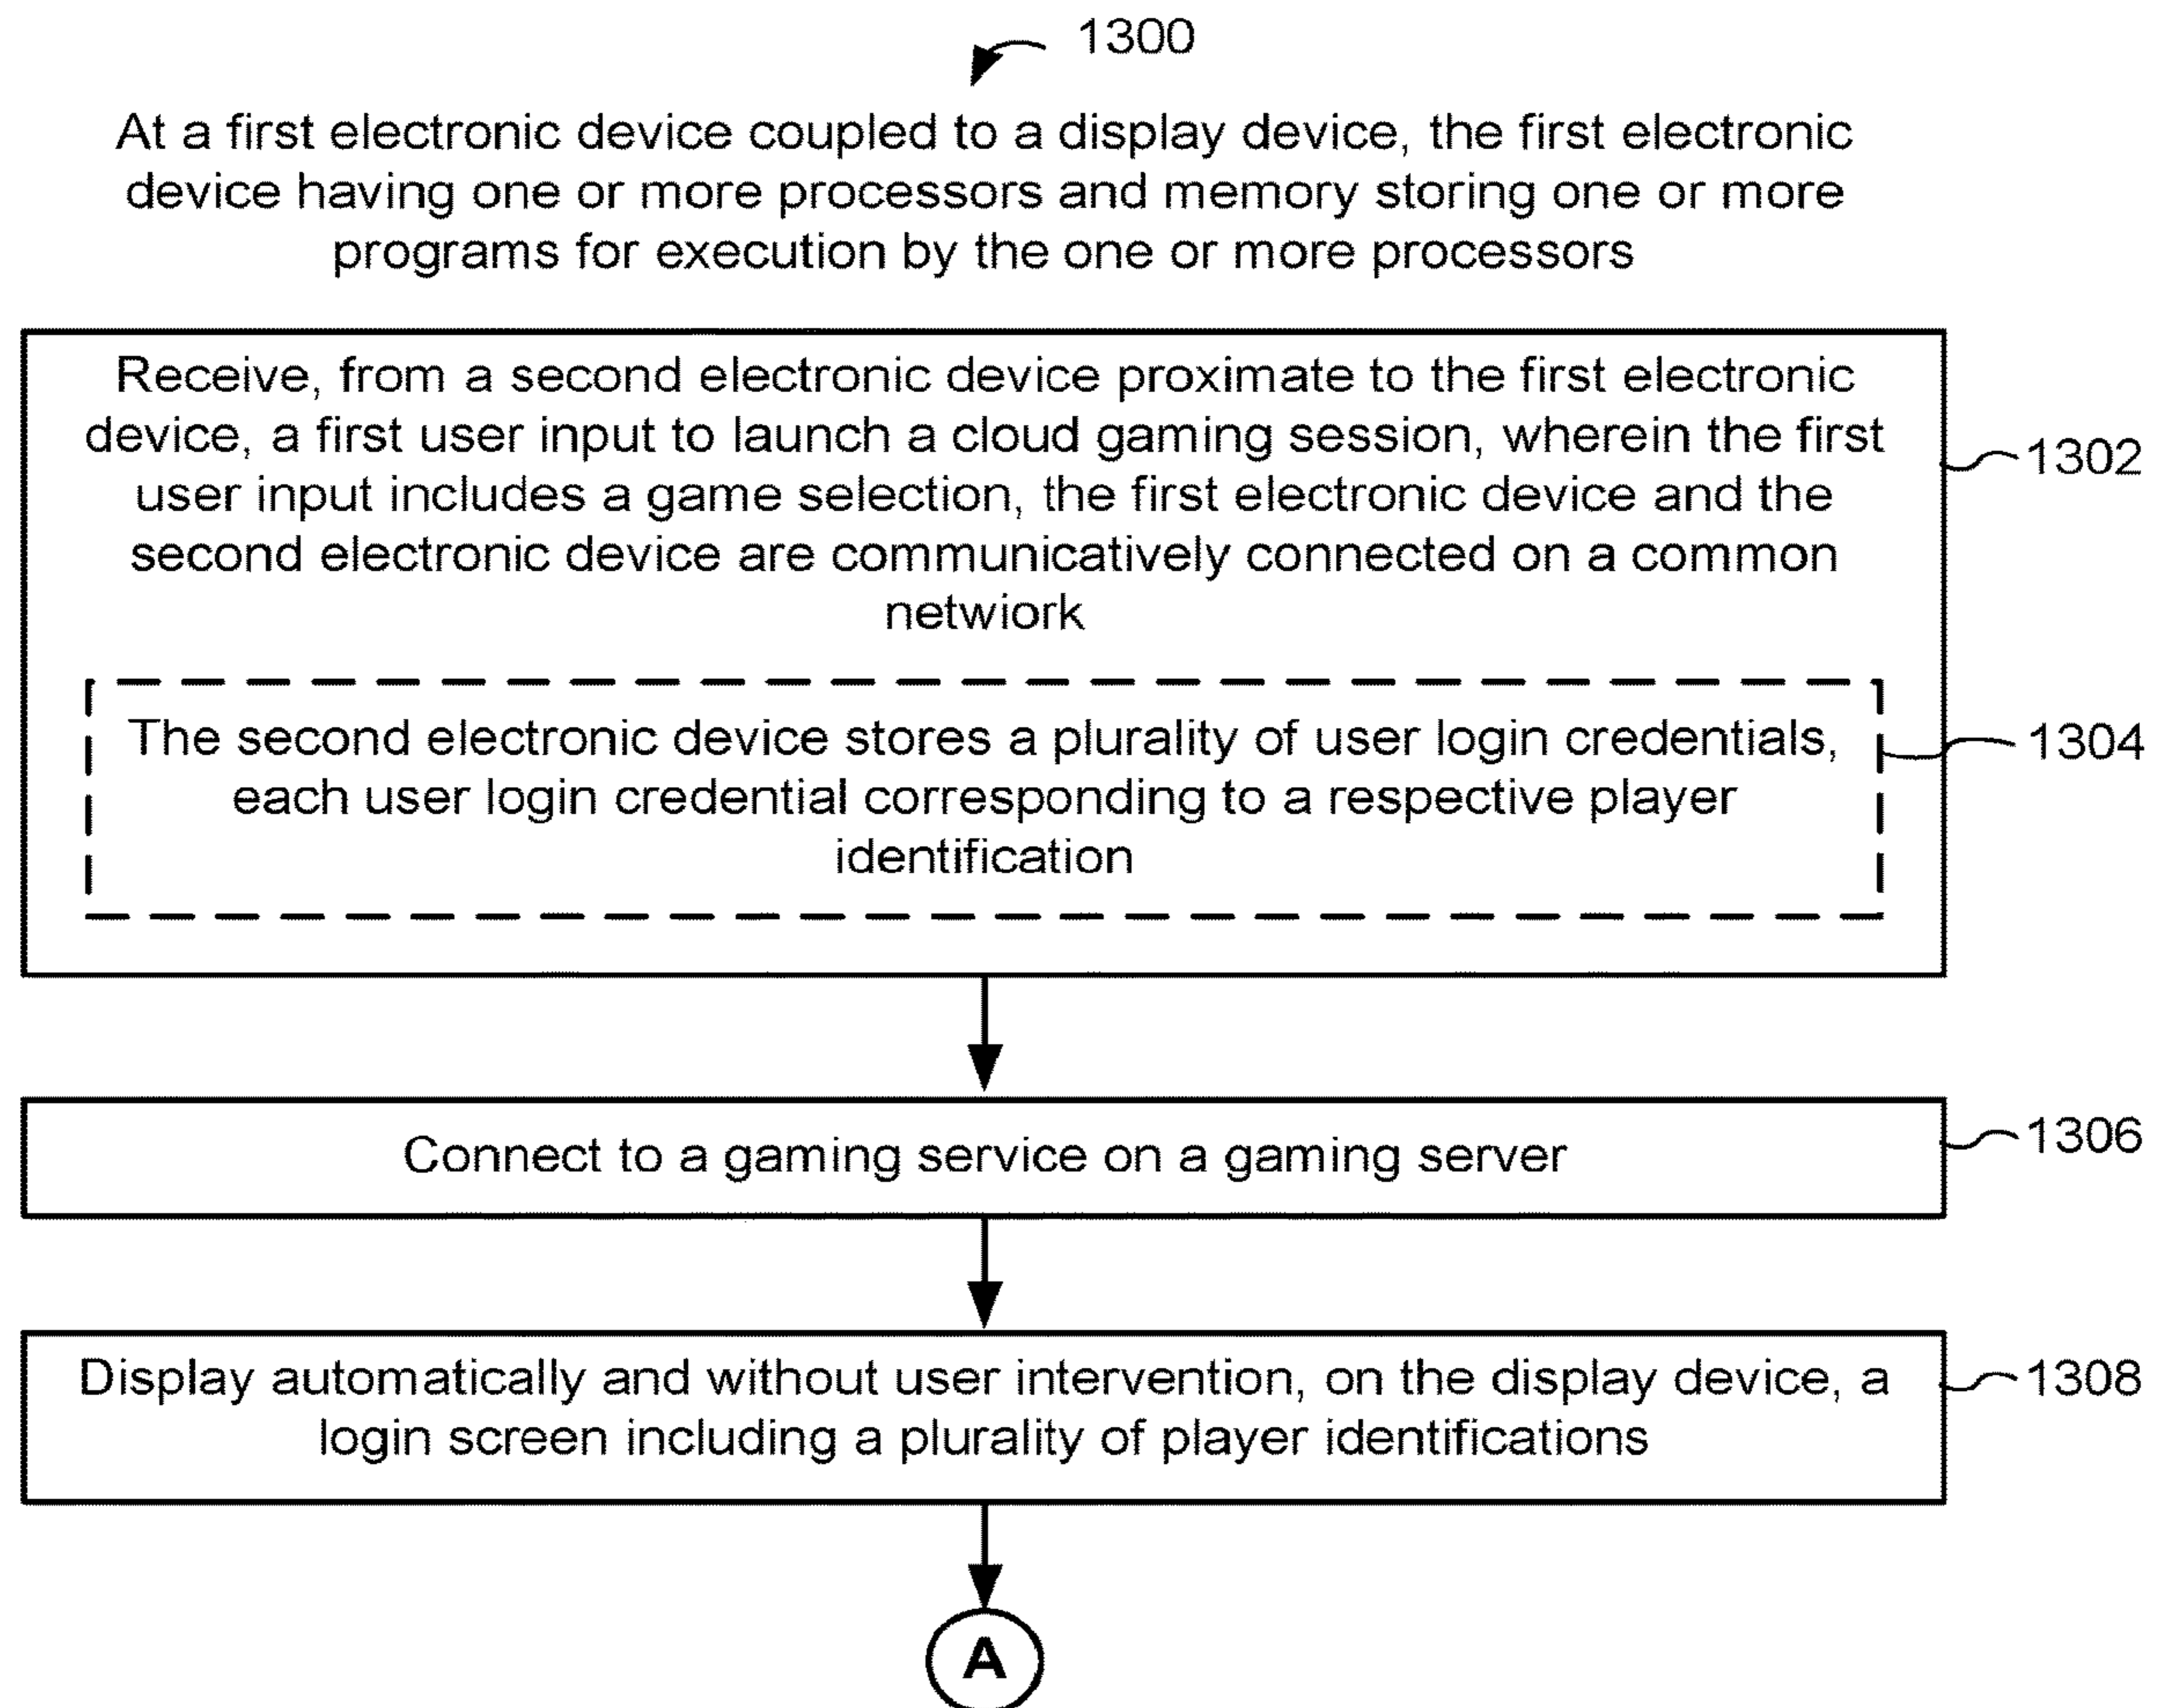 1300
At a first electronic device coupled to a display device, the first electronic
device having one or more processors and memory storing one or more
programs for execution by the one or more processors
Receive, from a second electronic device proximate to the first electronic
device, a first user input to launch a cloud gaming session, wherein the first
user input includes a game selection, the first electronic device and the
second electronic device are communicatively connected on a common
netwiork
1302
The second electronic device stores a plurality of user login credentials,
each user login credential corresponding to a respective player
identification
1304
Connect to a gaming service on a gaming server
1306
Display automatically and without user intervention, on the display device, a
login screen including a plurality of player identifications
1308
A